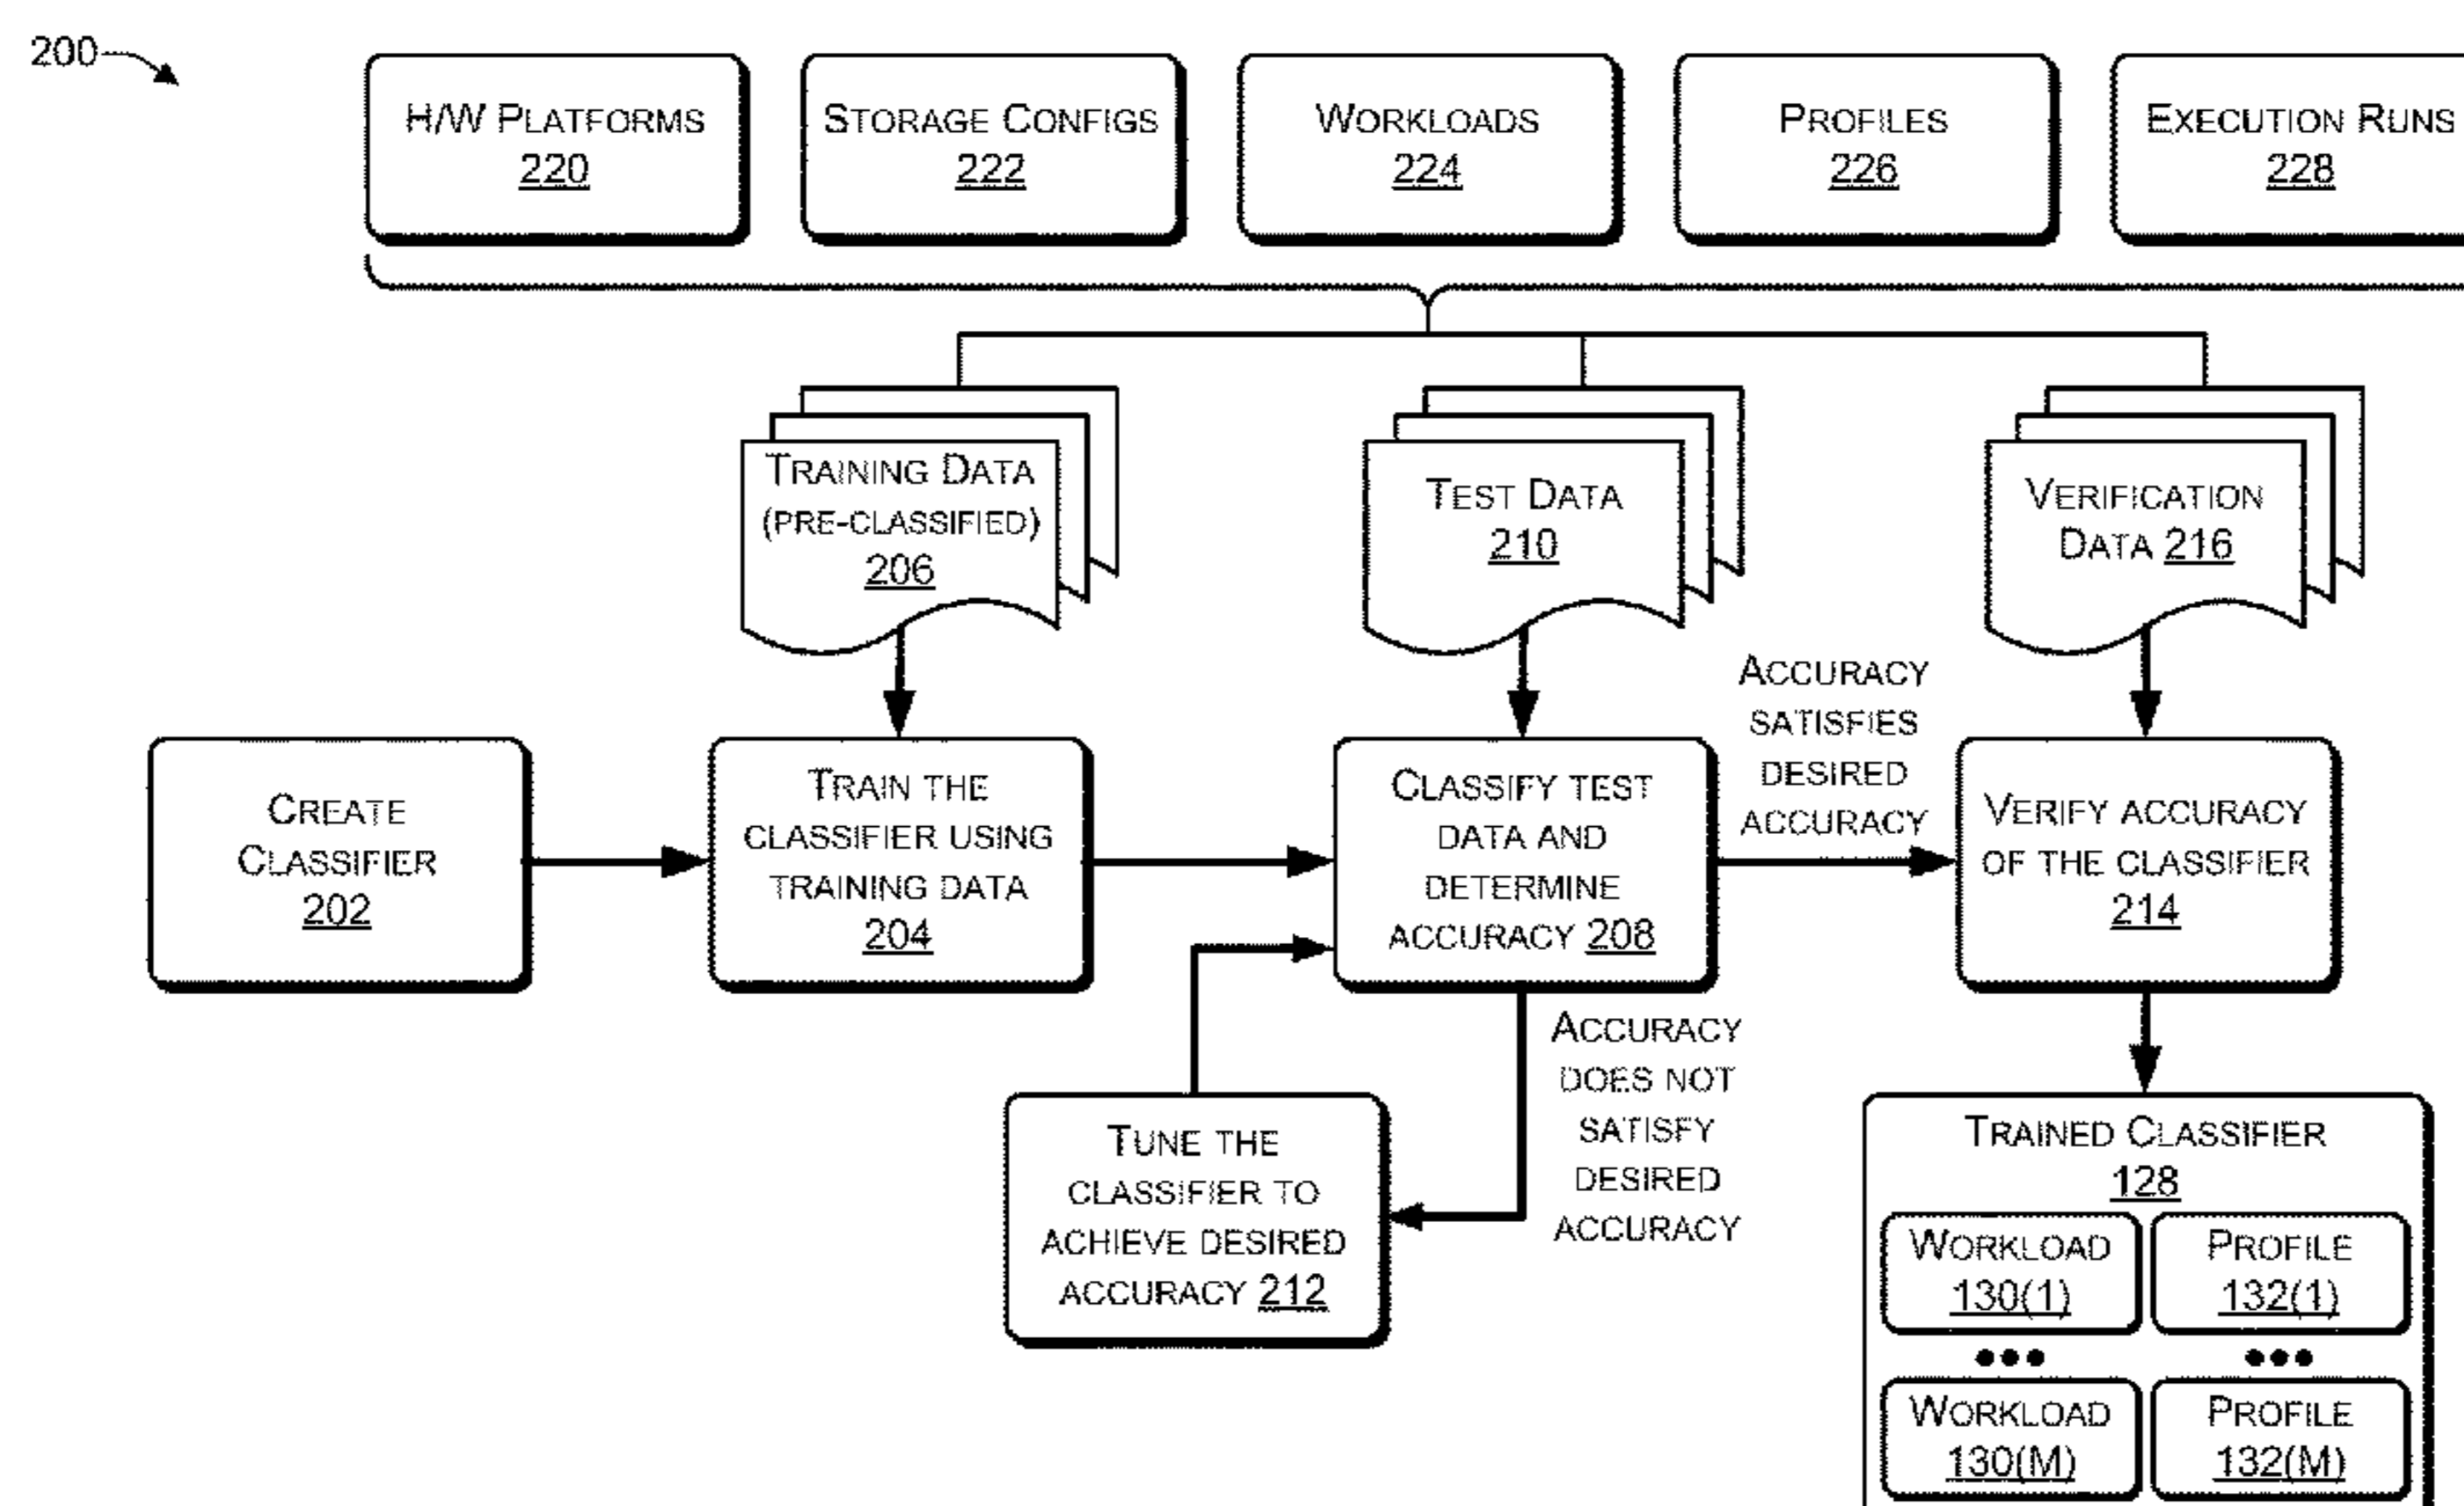 200
H/W PLATFORMS
220
STORAGE CONFIGS
222
WORKLOADS
224
PROFILES
226
EXECUTION RUNS
228
TRAINING DATA
(PRE-CLASSIFIED)
206
TEST DATA
210
VERIFICATION
DATA 216
CREATE
CLASSIFIER
202
TRAIN THE
CLASSIFIER USING
TRAINING DATA
204
CLASSIFY TEST
DATA AND
DETERMINE
ACCURACY 208
ACCURACY
SATISFIES
DESIRED
ACCURACY
VERIFY ACCURACY
OF THE CLASSIFIER
214
TUNE THE
CLASSIFIER TO
ACHIEVE DESIRED
ACCURACY 212
ACCURACY
DOES NOT
SATISFY
DESIRED
ACCURACY
TRAINED CLASSIFIER
128
WORKLOAD
130(1)
PROFILE
132(1)
•••
•••
WORKLOAD
130(M)
PROFILE
132(M)